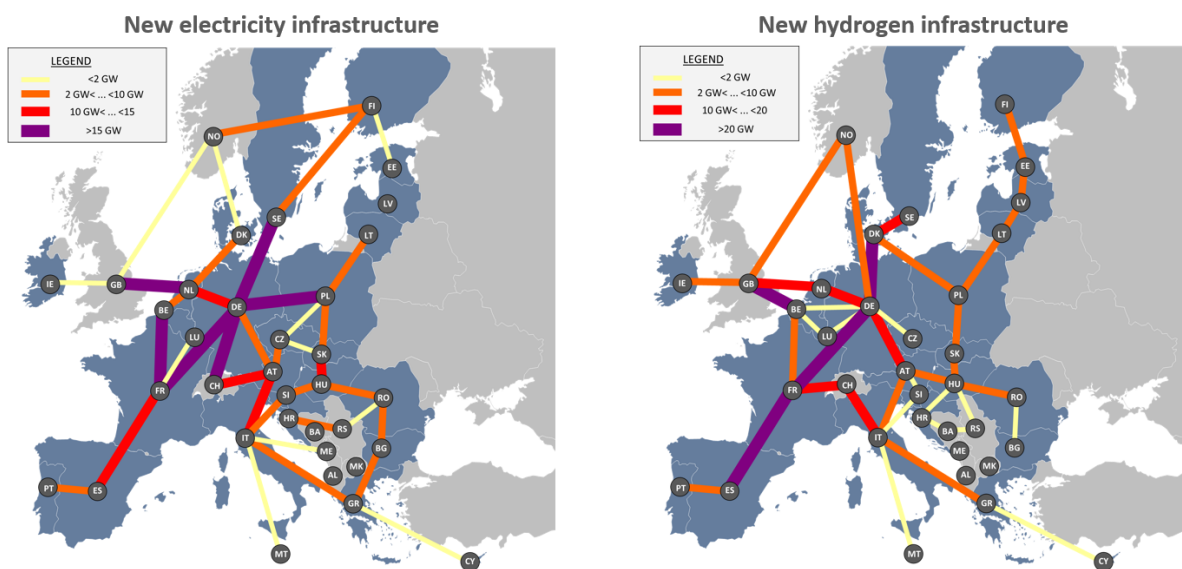 New electricity infrastructure
LEGEND
<2 GW
2 GW< ... <10 GW
10 GW< ... <15
>15 GW
FI
NO
EE
LV
SE
LT
DK
IE
GB
NL
PL
DE
BE
LU
CZ
SK
AT
CH
HU
FR
SI
RO
HR
RS
BA
IT
BG
ME
MK
AL
PT
ES
GR
MT
CY
New hydrogen infrastructure
LEGEND
<2 GW
2 GW< ... <10 GW
10 GW< ... <20
>20 GW
FI
NO
EE
LV
SE
LT
DK
IE
GB
NL
PL
DE
BE
LU
CZ
SK
AT
CH
HU
FR
SI
RO
HR
RS
BA
IT
BG
ME
MK
AL
PT
ES
GR
MT
CY